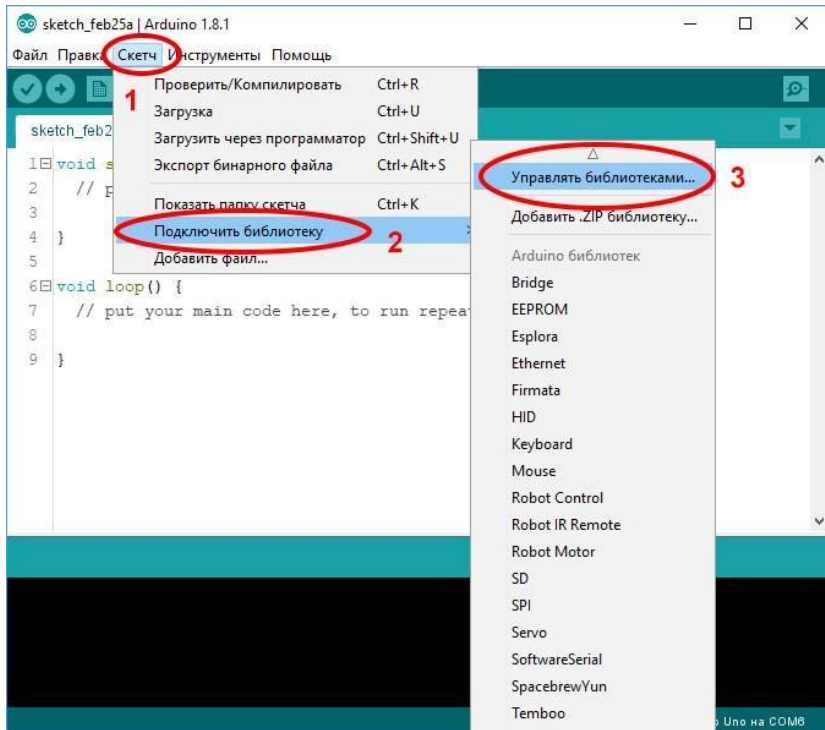 sketch_feb25a | Arduino 1.8.1
Файл Правка Скетч Инструменты Помощь
1
Проверить/Компилировать Ctrl+R
Загрузка Ctrl+U
Загрузить через программатор Ctrl+Shift+U
Экспорт бинарного файла Ctrl+Alt+S
Показать папку скетча Ctrl+K
Подключить библиотеку 2
Добавить файл...
sketch_feb2
1 void s
2 // p
3
4 }
5
6 void loop() {
7 // put your main code here, to run repea
8
9 }
Управлять библиотеками... 3
Добавить .ZIP библиотеку...
Arduino библиотек
Bridge
EEPROM
Esplora
Ethernet
Firmata
HID
Keyboard
Mouse
Robot Control
Robot IR Remote
Robot Motor
SD
SPI
Servo
SoftwareSerial
SpacebrewYun
Temboo
Uno на COM6